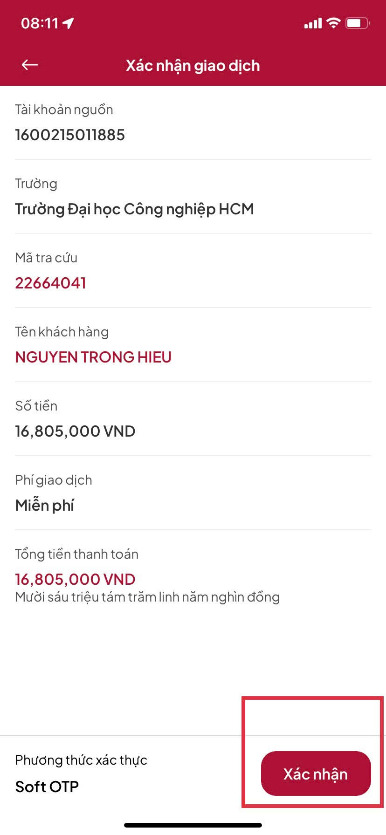 08:11
Xác nhận giao dịch
Tài khoản nguồn
1600215011885
Trường
Trường Đại học Công nghiệp HCM
Mã tra cứu
22664041
Tên khách hàng
NGUYEN TRONG HIEU
Số tiền
16,805,000 VND
Phí giao dịch
Miễn phí
Tổng tiền thanh toán
16,805,000 VND
Mười sáu triệu tám trăm linh năm nghìn đồng
Phương thức xác thực
Soft OTP
Xác nhận